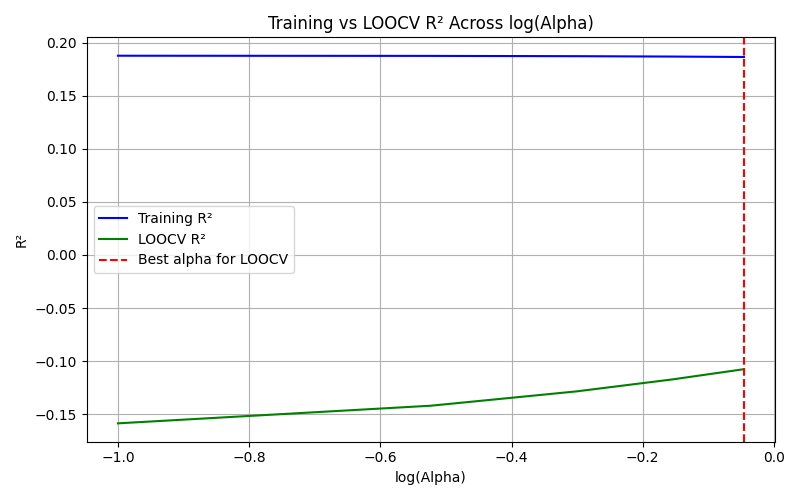 Training vs LOOCV R² Across log(Alpha)
0.20
0.15
0.10
0.05
0.00
−0.05
−0.10
−0.15
R²
Training R²
LOOCV R²
Best alpha for LOOCV
−1.0 −0.8 −0.6 −0.4 −0.2 0.0
log(Alpha)